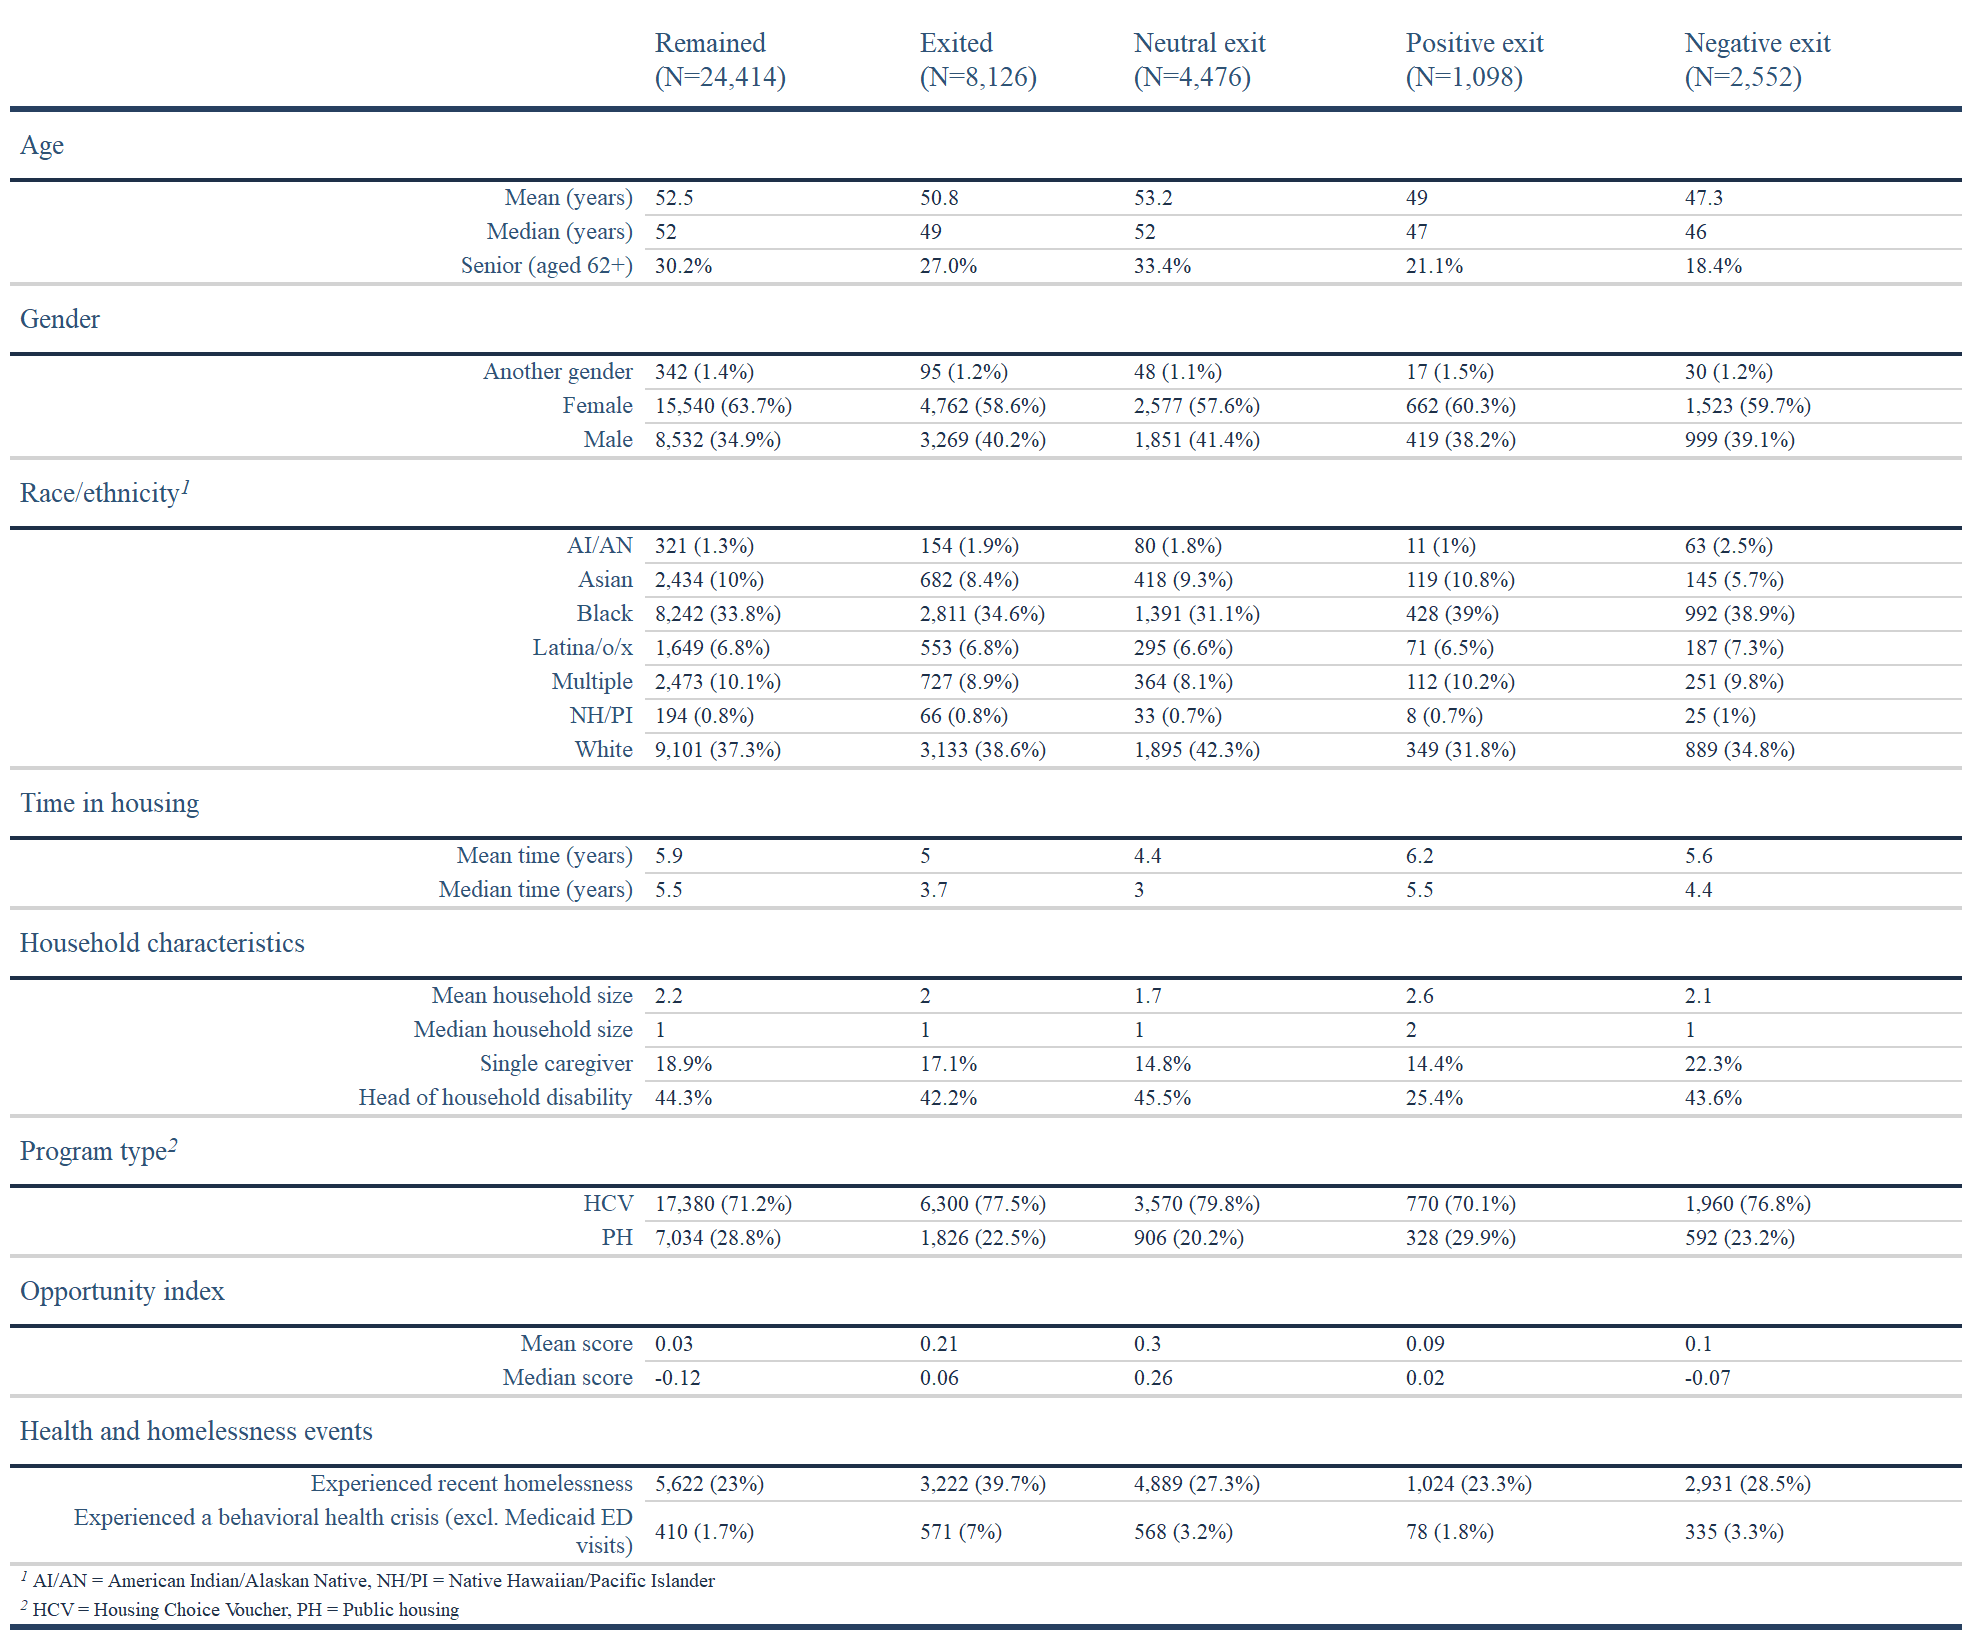 Remained Exited Neutral exit Positive exit Negative exit
(N=24,414) (N=8,126) (N=4,476) (N=1,098) (N=2,552)
Age
Mean (years) 52.5 50.8 53.2 49 47.3
Median (years) 52 49 52 47 46
Senior (aged 62+) 30.2% 27.0% 33.4% 21.1% 18.4%
Gender
Another gender 342 (1.4%) 95 (1.2%) 48 (1.1%) 17 (1.5%) 30 (1.2%)
Female 15,540 (63.7%) 4,762 (58.6%) 2,577 (57.6%) 662 (60.3%) 1,523 (59.7%)
Male 8,532 (34.9%) 3,269 (40.2%) 1,851 (41.4%) 419 (38.2%) 999 (39.1%)
Race/ethnicity1
AI/AN 321 (1.3%) 154 (1.9%) 80 (1.8%) 11 (1%) 63 (2.5%)
Asian 2,434 (10%) 682 (8.4%) 418 (9.3%) 119 (10.8%) 145 (5.7%)
Black 8,242 (33.8%) 2,811 (34.6%) 1,391 (31.1%) 428 (39%) 992 (38.9%)
Latina/o/x 1,649 (6.8%) 553 (6.8%) 295 (6.6%) 71 (6.5%) 187 (7.3%)
Multiple 2,473 (10.1%) 727 (8.9%) 364 (8.1%) 112 (10.2%) 251 (9.8%)
NH/PI 194 (0.8%) 66 (0.8%) 33 (0.7%) 8 (0.7%) 25 (1%)
White 9,101 (37.3%) 3,133 (38.6%) 1,895 (42.3%) 349 (31.8%) 889 (34.8%)
Time in housing
Mean time (years) 5.9 5 4.4 6.2 5.6
Median time (years) 5.5 3.7 3 5.5 4.4
Household characteristics
Mean household size 2.2 2 1.7 2.6 2.1
Median household size 1 1 1 2 1
Single caregiver 18.9% 17.1% 14.8% 14.4% 22.3%
Head of household disability 44.3% 42.2% 45.5% 25.4% 43.6%
Program type2
HCV 17,380 (71.2%) 6,300 (77.5%) 3,570 (79.8%) 770 (70.1%) 1,960 (76.8%)
PH 7,034 (28.8%) 1,826 (22.5%) 906 (20.2%) 328 (29.9%) 592 (23.2%)
Opportunity index
Mean score 0.03 0.21 0.3 0.09 0.1
Median score -0.12 0.06 0.26 0.02 -0.07
Health and homelessness events
Experienced recent homelessness 5,622 (23%) 3,222 (39.7%) 4,889 (27.3%) 1,024 (23.3%) 2,931 (28.5%)
Experienced a behavioral health crisis (excl. Medicaid ED
visits) 410 (1.7%) 571 (7%) 568 (3.2%) 78 (1.8%) 335 (3.3%)
1 AI/AN = American Indian/Alaskan Native, NH/PI = Native Hawaiian/Pacific Islander
2 HCV = Housing Choice Voucher, PH = Public housing